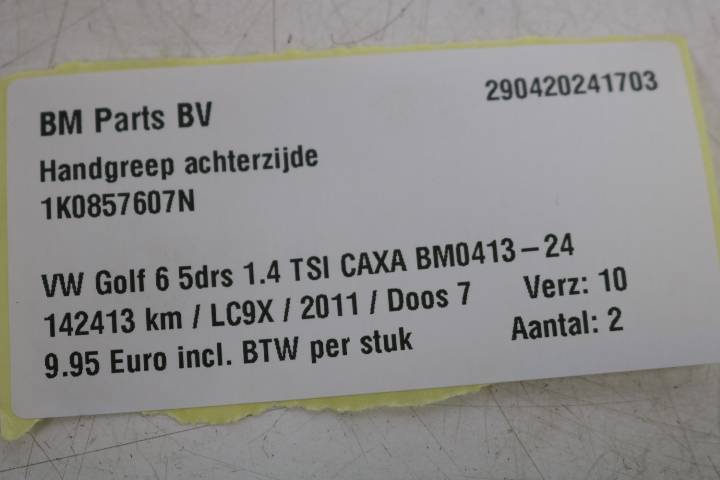 BM Parts BV 290420241703
Handgreep achterzijde
1K0857607N
VW Golf 6 5drs 1.4 TSI CAXA BM0413-24
142413 km / LC9X / 2011 / Doos 7 Verz: 10
9.95 Euro incl. BTW per stuk Aantal: 2